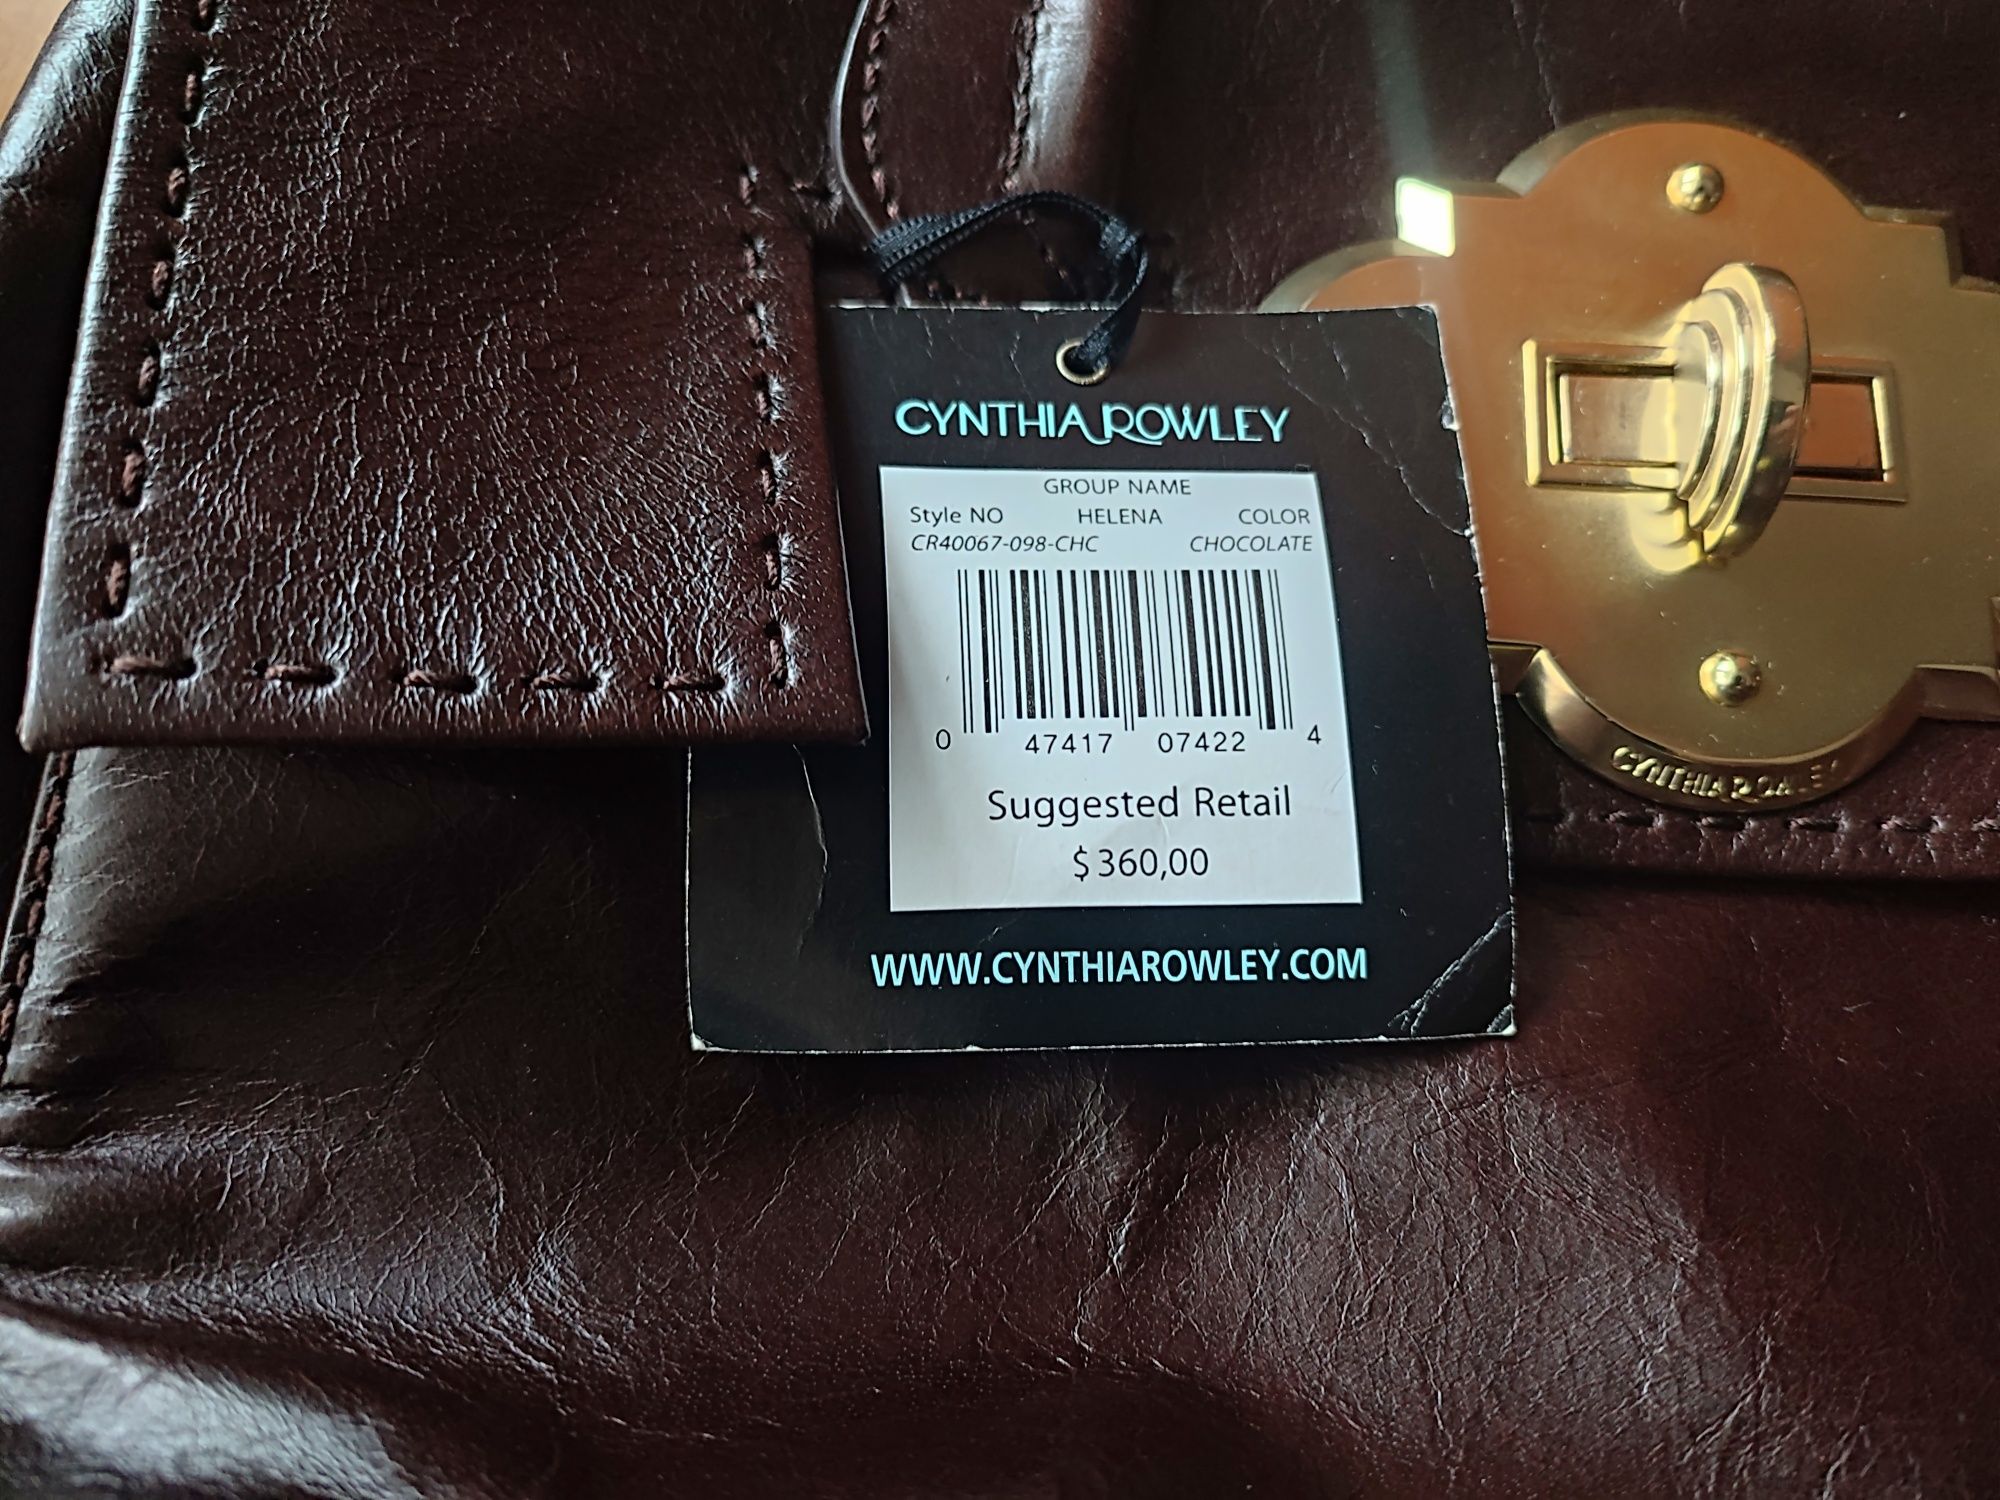 CYNTHIA ROWLEY
GROUP NAME
Style NO HELENA COLOR
CR40067-098-CHC CHOCOLATE
0 47417 07422 4
Suggested Retail
$360,00
WWW.CYNTHIAROWLEY.COM
CYNTHIA ROWLEY